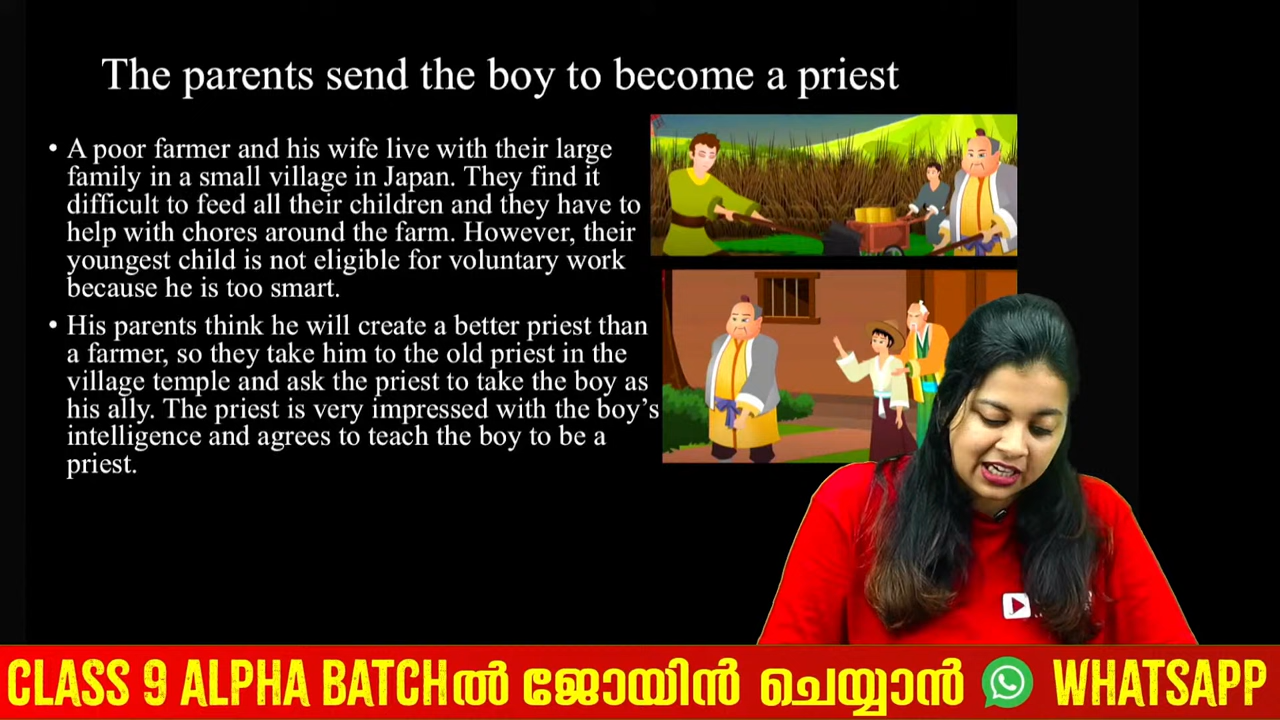 The parents send the boy to become a priest
• A poor farmer and his wife live with their large
family in a small village in Japan. They find it
difficult to feed all their children and they have to
help with chores around the farm. However, their
youngest child is not eligible for voluntary work
because he is too smart.
• His parents think he will create a better priest than
a farmer, so they take him to the old priest in the
village temple and ask the priest to take the boy as
his ally. The priest is very impressed with the boy’s
intelligence and agrees to teach the boy to be a
priest.
CLASS 9 ALPHA BATCHൽ ജോയിൻ ചെയ്യാൻ WHATSAPP